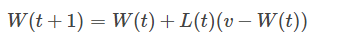 W(t + 1) = W(t) + L(t)(v − W(t))